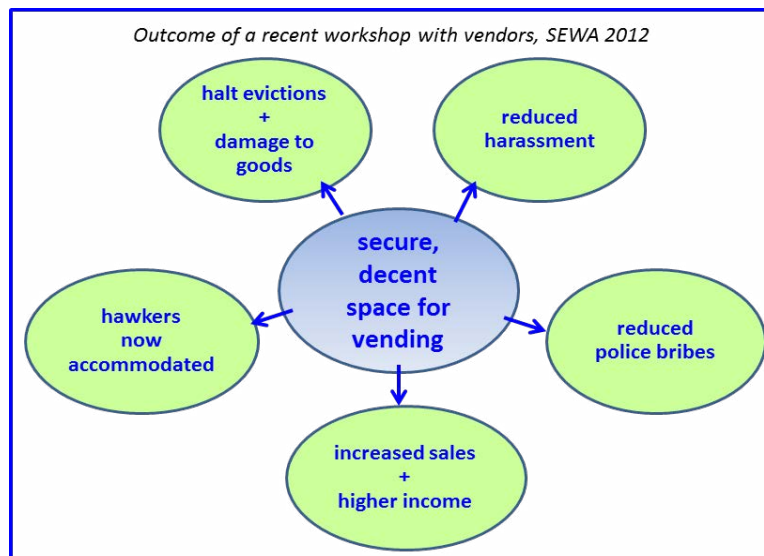 Outcome of a recent workshop with vendors, SEWA 2012
halt evictions
+
damage to
goods
reduced
harassment
secure,
decent
space for
vending
hawkers
now
accommodated
reduced
police bribes
increased sales
+
higher income